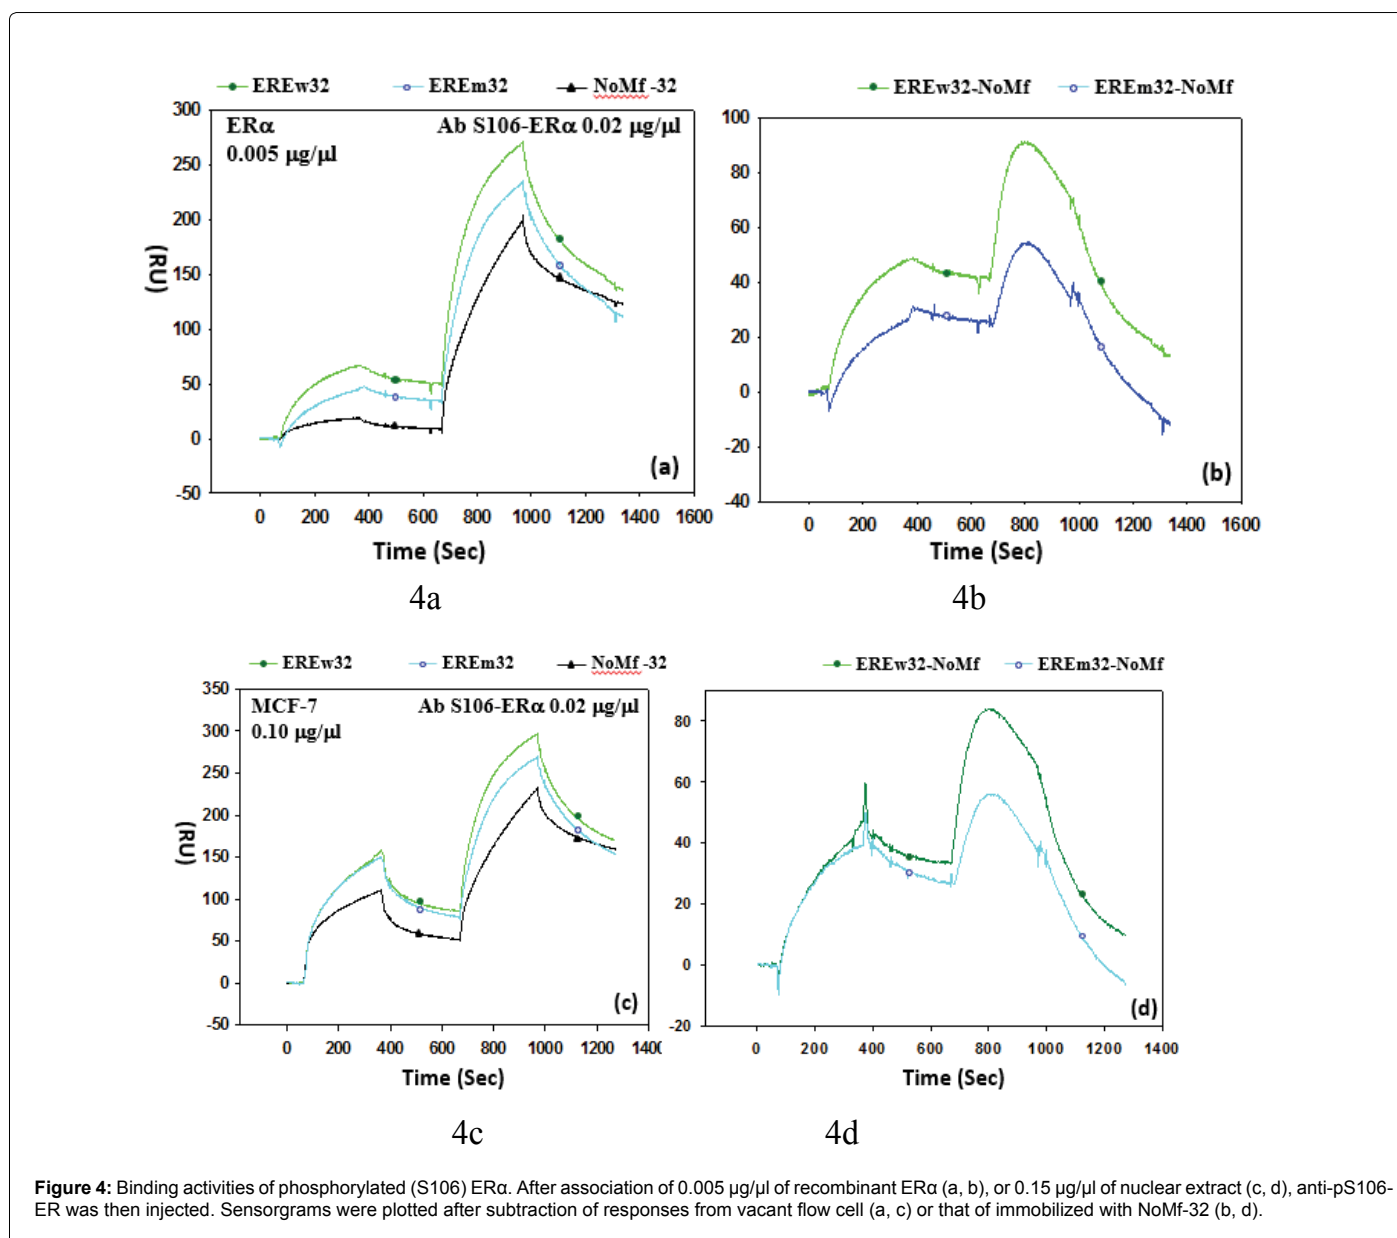 EREw32 EREm32 NoMf -32
EREw32-NoMf EREm32-NoMf
300
250
200
150
100
50
0
-50
(RU)
ERα
0.005 µg/µl
Ab S106-ERα 0.02 µg/µl
(a)
0 200 400 600 800 1000 1200 1400 1600
Time (Sec)
4a
100
80
60
40
20
0
-20
-40
(b)
0 200 400 600 800 1000 1200 1400 1600
Time (Sec)
4b
EREw32 EREm32 NoMf -32
EREw32-NoMf EREm32-NoMf
350
300
250
200
150
100
50
0
-50
(RU)
MCF-7
0.10 µg/µl
Ab S106-ERα 0.02 µg/µl
(c)
0 200 400 600 800 1000 1200 140
Time (Sec)
4c
80
60
40
20
0
-20
(d)
0 200 400 600 800 1000 1200 1400
Time (Sec)
4d
Figure 4: Binding activities of phosphorylated (S106) ERα. After association of 0.005 µg/µl of recombinant ERα (a, b), or 0.15 µg/µl of nuclear extract (c, d), anti-pS106-
ER was then injected. Sensorgrams were plotted after subtraction of responses from vacant flow cell (a, c) or that of immobilized with NoMf-32 (b, d).